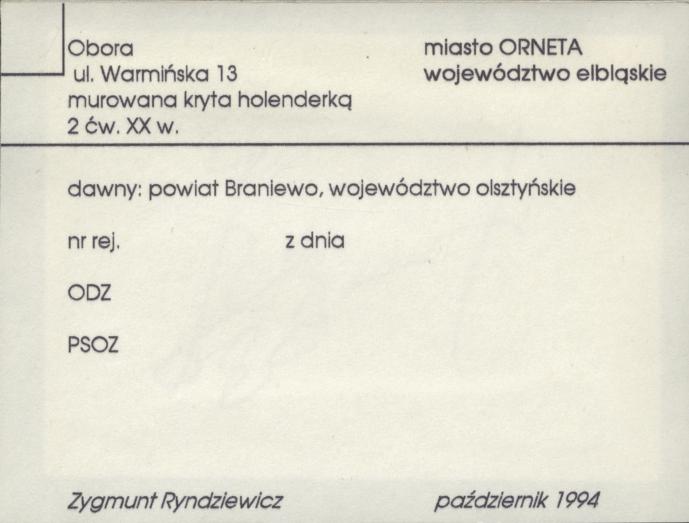 Obora
ul. Warmińska 13
murowana kryta holenderką
2 ćw. XX w.
miasto ORNETA
województwo elbląskie
dawny: powiat Braniewo, województwo olsztyńskie
nr rej. z dnia
ODZ
PSOZ
Zygmunt Ryndziewicz październik 1994